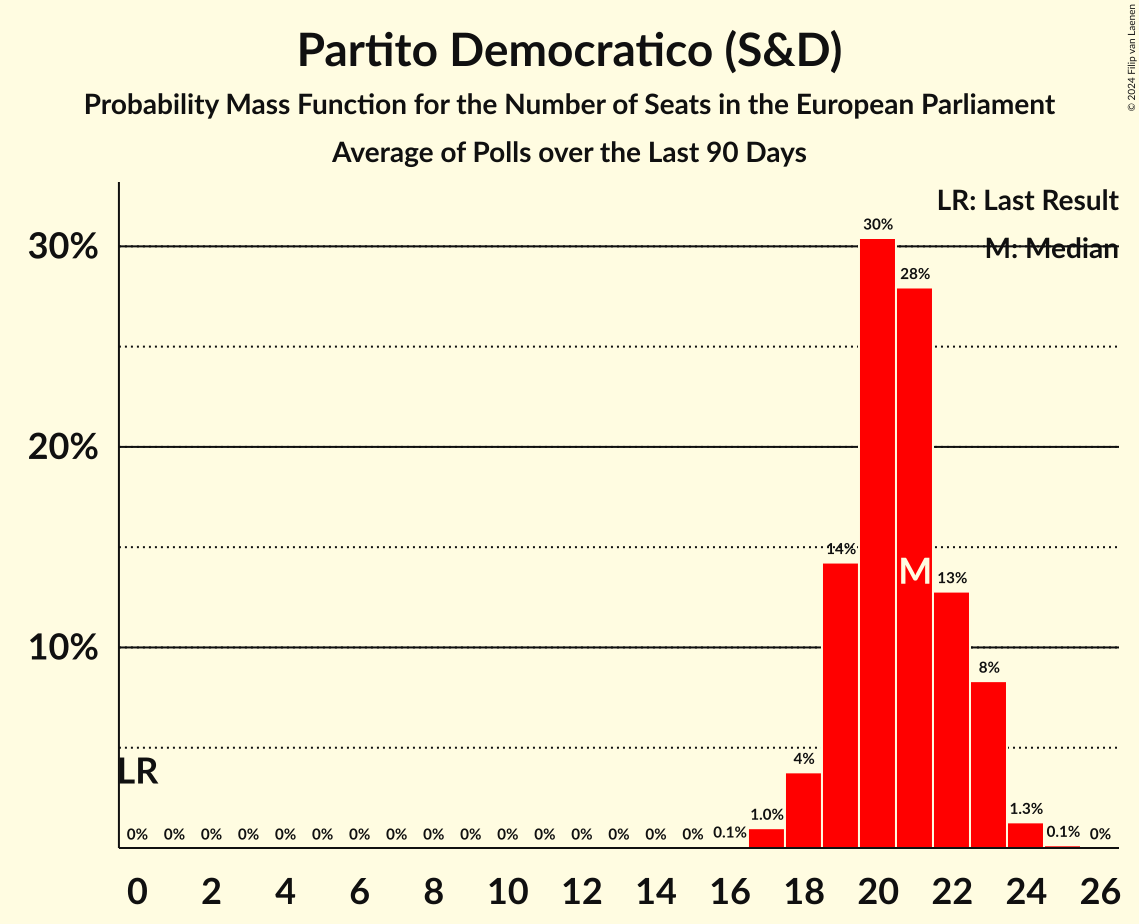 Partito Democratico (S&D)
Probability Mass Function for the Number of Seats in the European Parliament
Average of Polls over the Last 90 Days
© 2024 Filip van Laenen
LR: Last Result
M: Median
30%
20%
10%
LR
M
0% 0% 0% 0% 0% 0% 0% 0% 0% 0% 0% 0% 0% 0% 0% 0% 0.1% 1.0% 4% 14% 30% 28% 13% 8% 1.3% 0.1% 0%
0 2 4 6 8 10 12 14 16 18 20 22 24 26